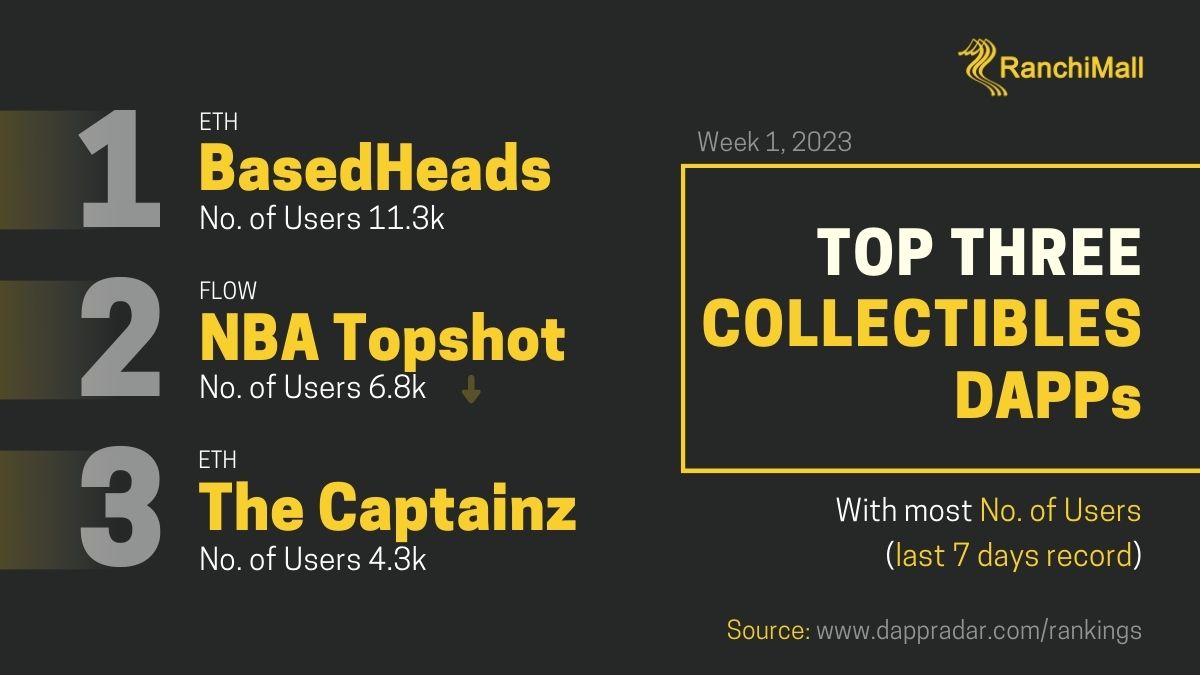 RanchiMall
1
ETH
BasedHeads
No. of Users 11.3k
2
FLOW
NBA Topshot
No. of Users 6.8k
3
ETH
The Captainz
No. of Users 4.3k
Week 1, 2023
TOP THREE
COLLECTIBLES
DAPPs
With most No. of Users
(last 7 days record)
Source: www.dappradar.com/rankings